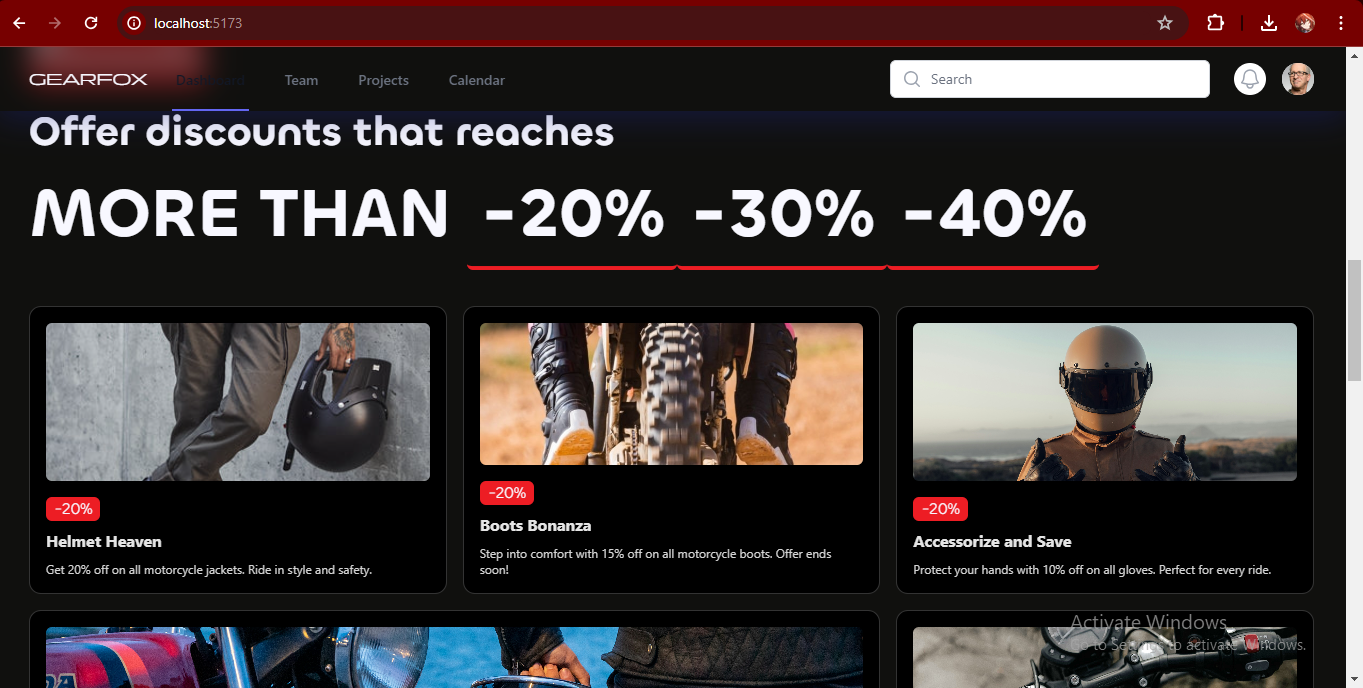 localhost:5173
GEARFOX
Dashboard
Team
Projects
Calendar
Search
Offer discounts that reaches
MORE THAN -20% -30% -40%
-20%
Helmet Heaven
Get 20% off on all motorcycle jackets. Ride in style and safety.
-20%
Boots Bonanza
Step into comfort with 15% off on all motorcycle boots. Offer ends
soon!
-20%
Accessorize and Save
Protect your hands with 10% off on all gloves. Perfect for every ride.
Activate Windows
Go to Settings to activate Windows.